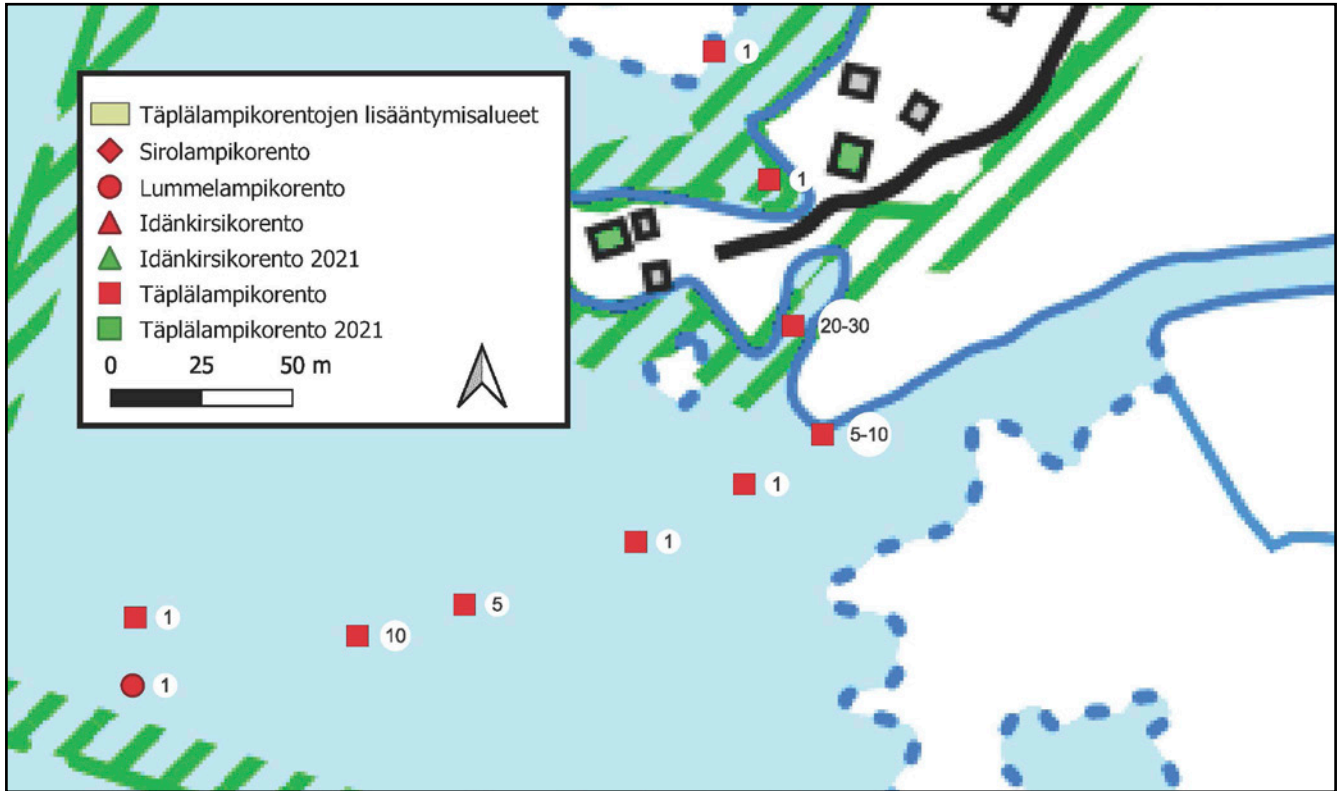 1
Täplälampikorentojen lisääntymisalueet
Sirolampikorento
Lummelampikorento
Idänkirsikorento
Idänkirsikorento 2021
Täplälampikorento
Täplälampikorento 2021
0 25 50 m
1
20-30
5-10
1
1
5
1
10
1